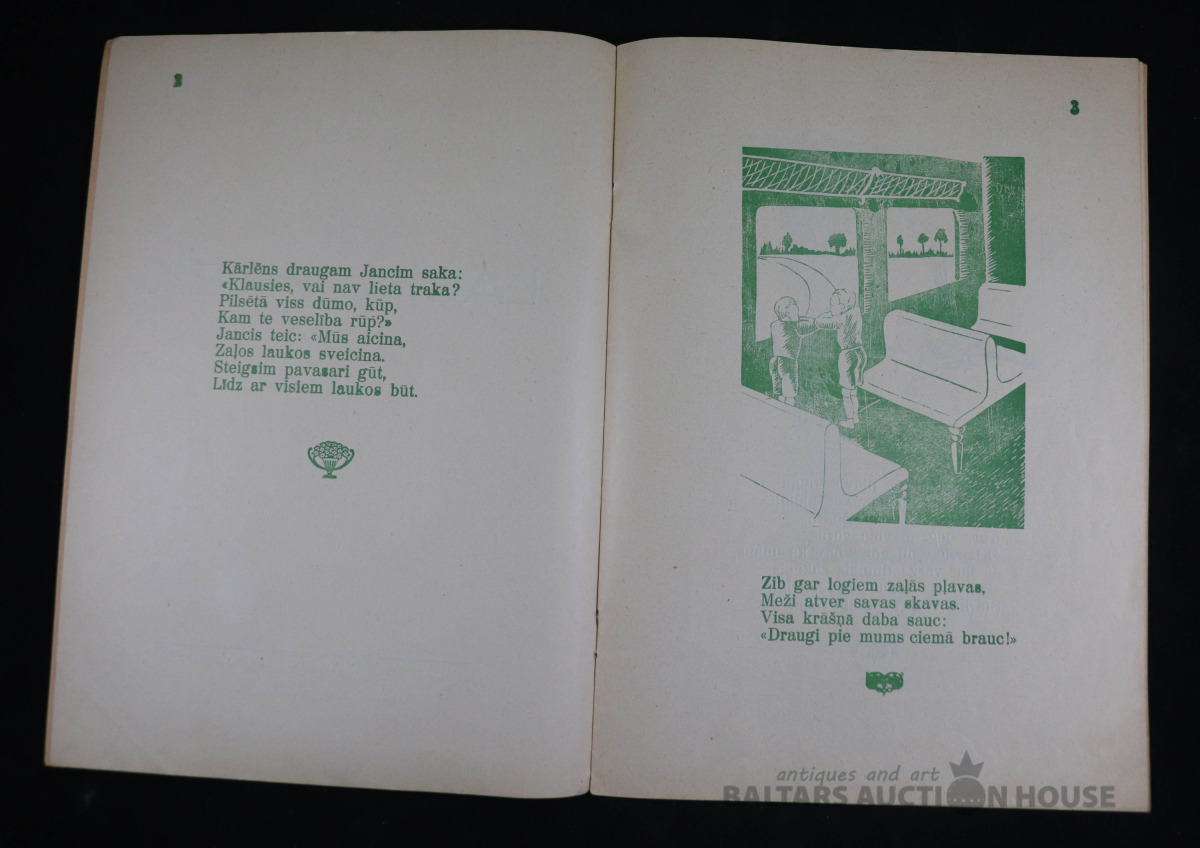 2
Kārlēns draugam Jancim saka:
«Klausies, vai nav lieta traka?
Pilsētā viss dūmo, kūp,
Kam te veselība rūp?»
Jancis teic: «Mūs aicina,
Zaļos laukos sveicina.
Steigsim pavasari gūt,
Līdz ar visiem laukos būt.
3
Zib gar logiem zaļās pļavas,
Meži atver savas skavas.
Visa krāšņā daba sauc:
«Draugi pie mums ciemā brauc!»
antiques and art
BALTARS AUCTION HOUSE